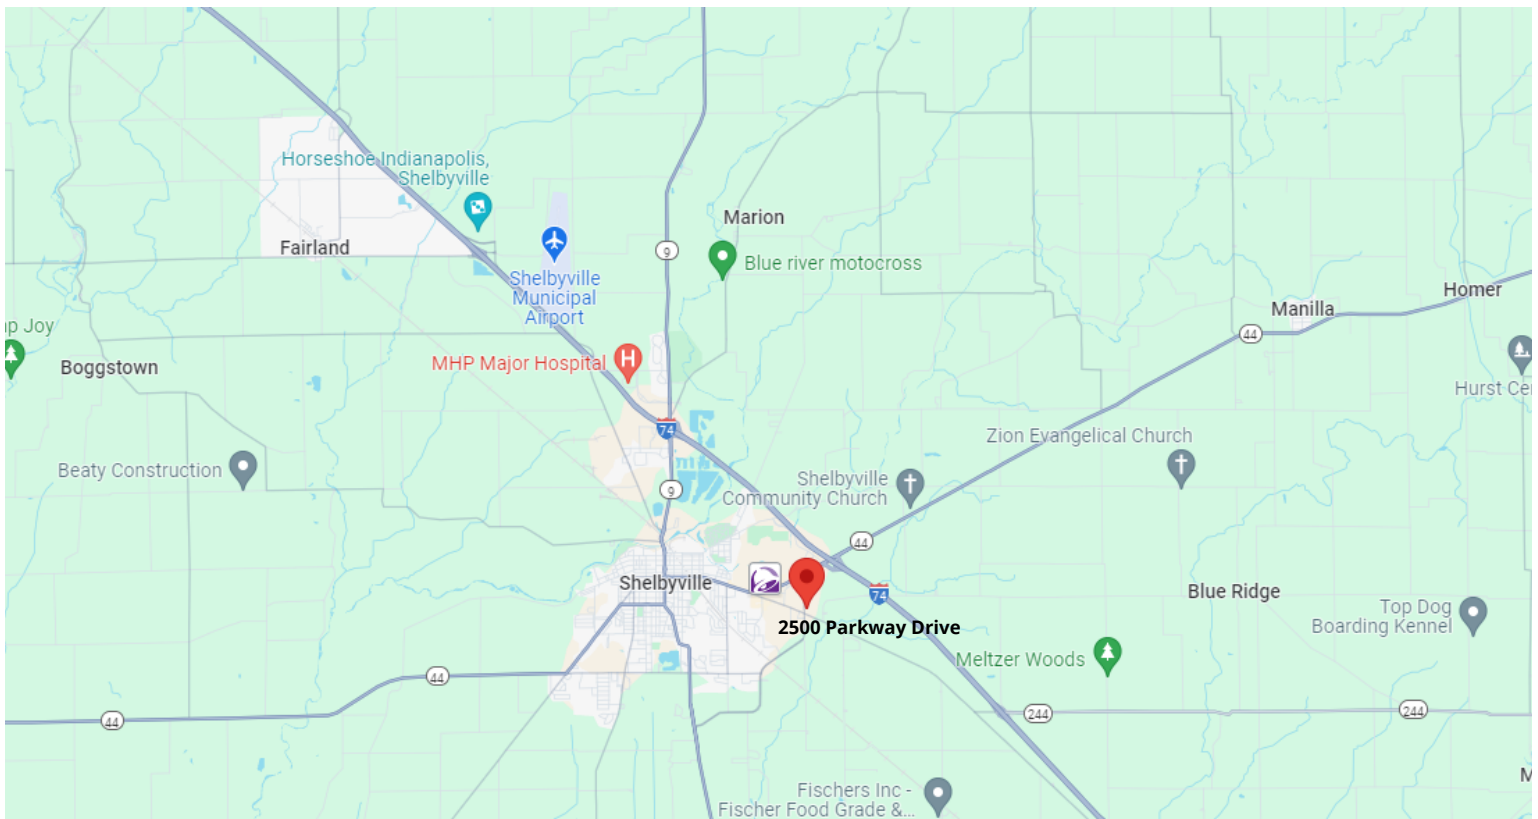 Horseshoe Indianapolis,
Shelbyville
Marion
9
Fairland
Blue river motocross
Shelbyville
Municipal
Airport
Homer
Manilla
44
Joy
Boggstown
MHP Major Hospital
H
Hurst
74
Zion Evangelical Church
Beaty Construction
9
Shelbyville
Community Church
44
Shelbyville
74
Blue Ridge
2500 Parkway Drive
Top Dog
Boarding Kennel
Meltzer Woods
44
44
244
244
M
Fischers Inc -
Fischer Food Grade &...